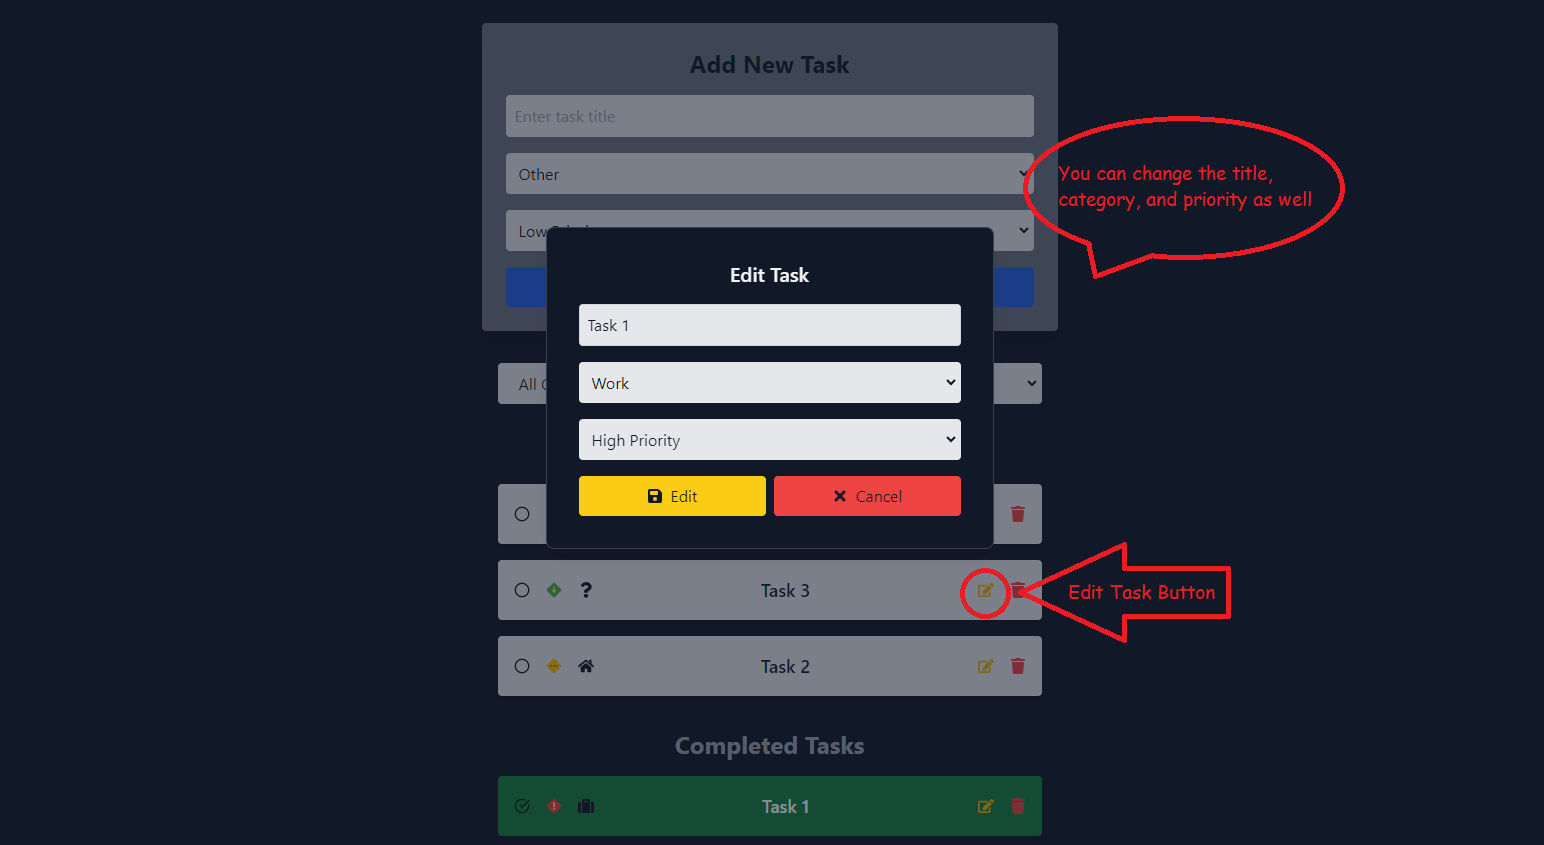 Add New Task
Enter task title
Other
You can change the title,
category, and priority as well
Low
Edit Task
Task 1
All
Work
High Priority
Edit
Cancel
Task 3
Edit Task Button
Task 2
Completed Tasks
Task 1